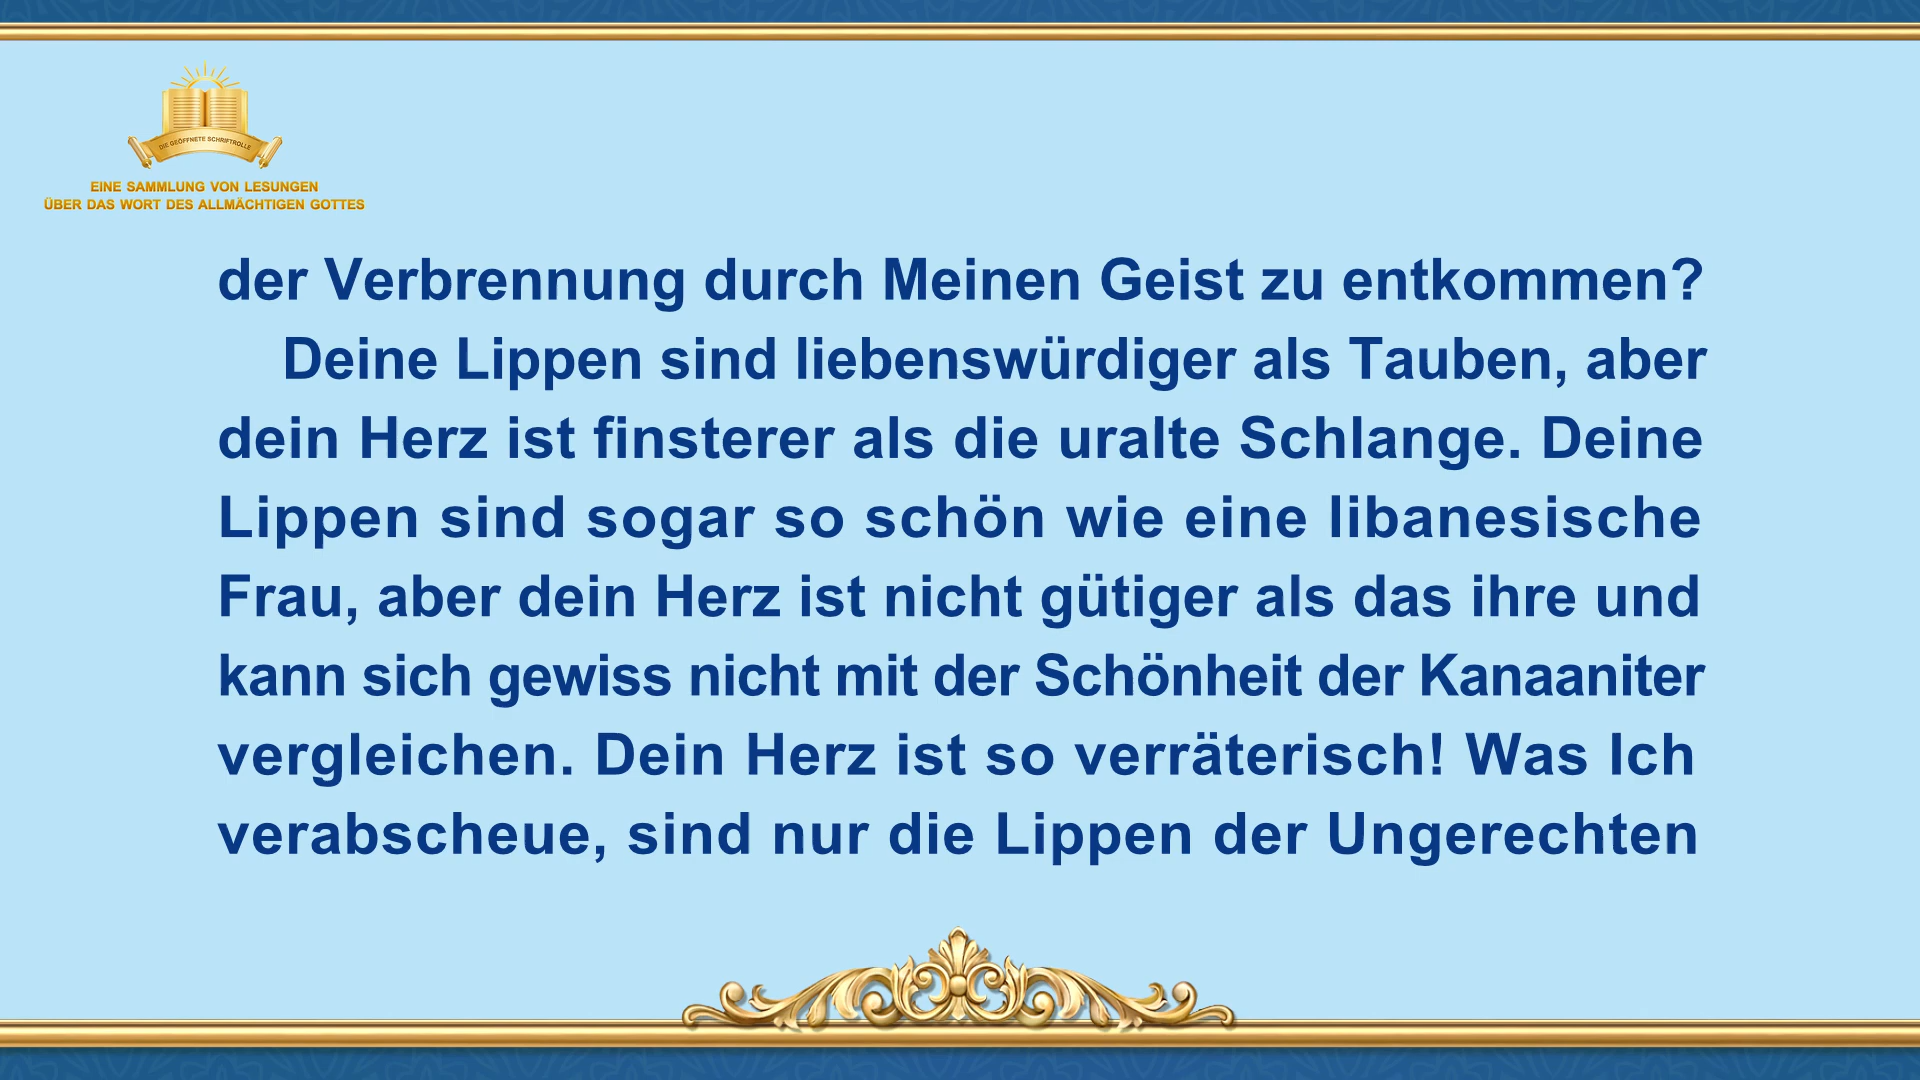 DIE GEÖFFNETE SCHRIFTROLLE
EINE SAMMLUNG VON LESUNGEN
ÜBER DAS WORT DES ALLMÄCHTIGEN GOTTES
der Verbrennung durch Meinen Geist zu entkommen?
Deine Lippen sind liebenswürdiger als Tauben, aber
dein Herz ist finsterer als die uralte Schlange. Deine
Lippen sind sogar so schön wie eine libanesische
Frau, aber dein Herz ist nicht gütiger als das ihre und
kann sich gewiss nicht mit der Schönheit der Kanaaniter
vergleichen. Dein Herz ist so verräterisch! Was Ich
verabscheue, sind nur die Lippen der Ungerechten